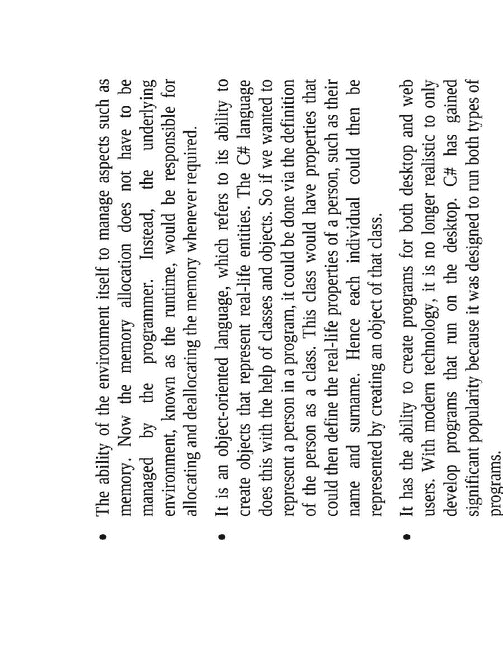 • The ability of the environment itself to manage aspects such as
memory. Now the memory allocation does not have to be
managed by the programmer. Instead, the underlying
environment, known as the runtime, would be responsible for
allocating and deallocating the memory whenever required.
• It is an object-oriented language, which refers to its ability to
create objects that represent real-life entities. The C# language
does this with the help of classes and objects. So if we wanted to
represent a person in a program, it could be done via the definition
of the person as a class. This class would have properties that
could then define the real-life properties of a person, such as their
name and surname. Hence each individual could then be
represented by creating an object of that class.
• It has the ability to create programs for both desktop and web
users. With modern technology, it is no longer realistic to only
develop programs that run on the desktop. C# has gained
significant popularity because it was designed to run both types of
programs.